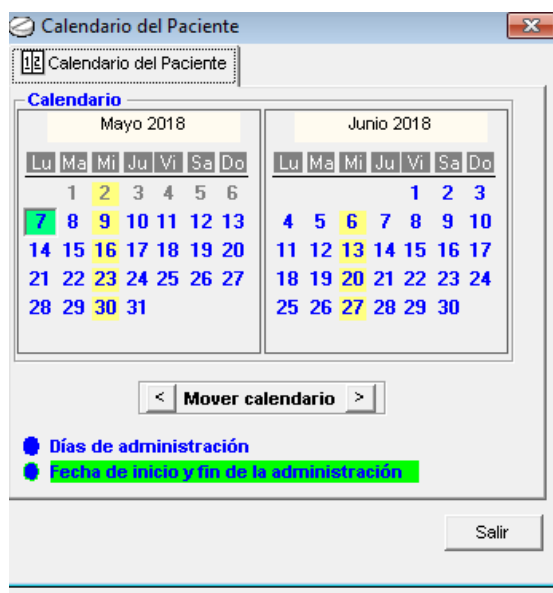 Calendario del Paciente
12 Calendario del Paciente
Calendario
Mayo 2018
Lu Ma Mi Ju Vi Sa Do
1 2 3 4 5 6
7 8 9 10 11 12 13
14 15 16 17 18 19 20
21 22 23 24 25 26 27
28 29 30 31
Junio 2018
Lu Ma Mi Ju Vi Sa Do
1 2 3
4 5 6 7 8 9 10
11 12 13 14 15 16 17
18 19 20 21 22 23 24
25 26 27 28 29 30
< Mover calendario >
Días de administración
Fecha de inicio y fin de la administración
Salir